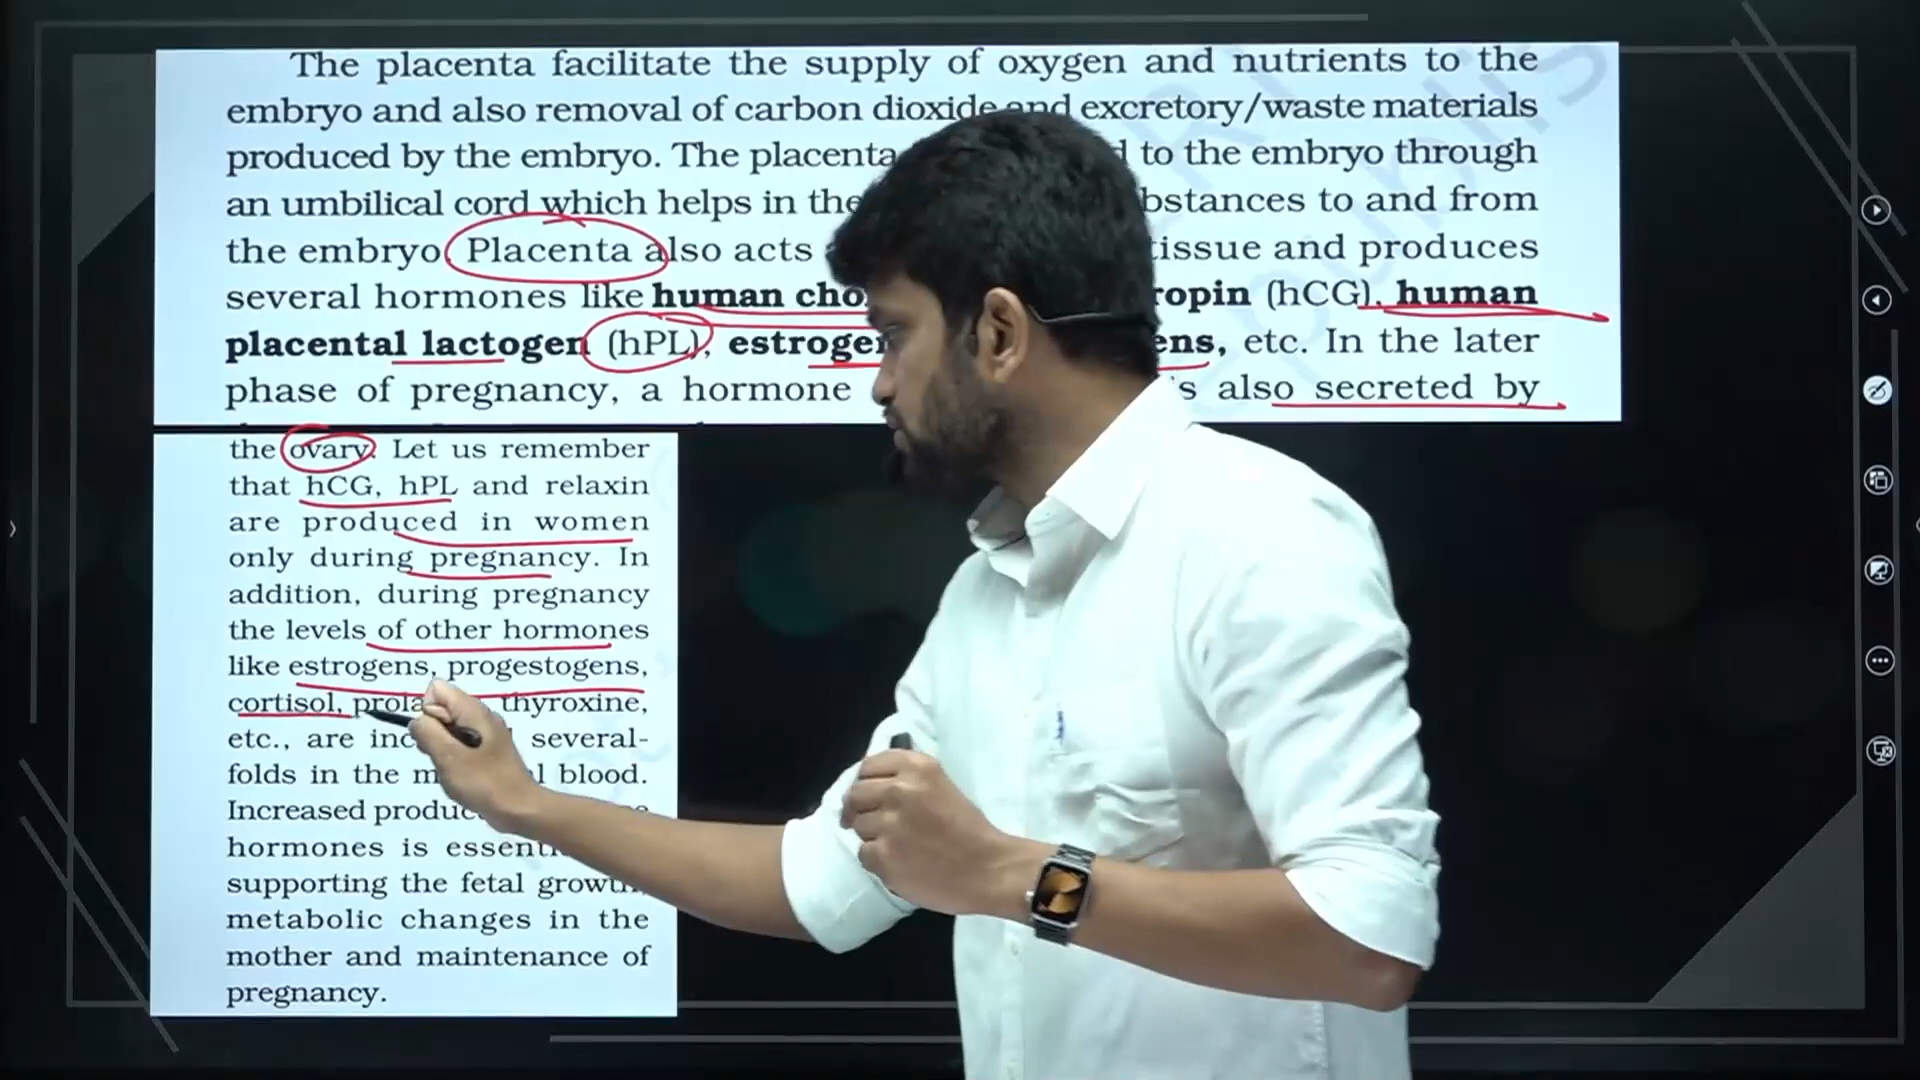 The placenta facilitate the supply of oxygen and nutrients to the
embryo and also removal of carbon dioxide and excretory/waste materials
produced by the embryo. The placenta to the embryo through
an umbilical cord which helps in the to and from
the embryo. Placenta also acts tissue and produces
several hormones like human (hCG), human
placental lactogen (hPL), etc. In the later
phase of pregnancy, a hormone also secreted by
the ovary. Let us remember
that hCG, hPL and relaxin
are produced in women
only during pregnancy. In
addition, during pregnancy
the levels of other hormones
like estrogens, progestogens,
cortisol, thyroxine,
etc., are several-
folds in the blood.
Increased
hormones is
supporting the fetal
metabolic changes in the
mother and maintenance of
pregnancy.